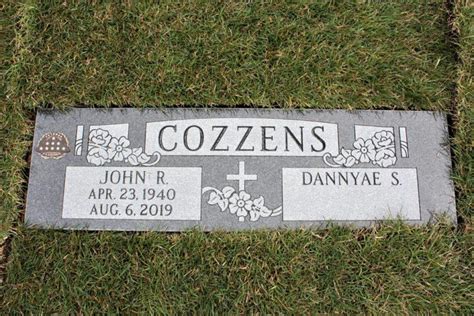 COZZENS
JOHN R.
APR. 23, 1940
AUG. 6, 2019
DANNYAE S.